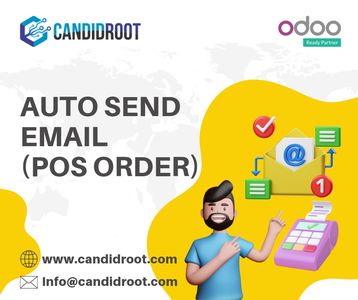 CANDIDROOT
odoo
Ready Partner
AUTO SEND
EMAIL
(POS ORDER)
@
1
www.candidroot.com
Info@candidroot.com